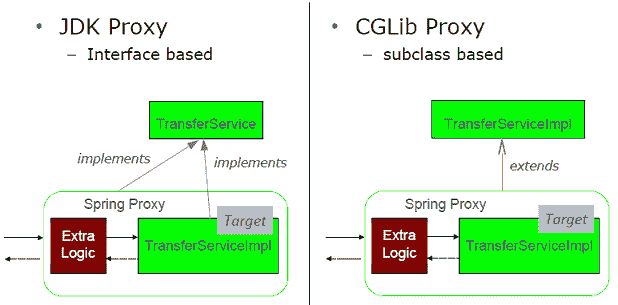 • JDK Proxy
– Interface based
TransferService
implements
implements
Spring Proxy
Target
Extra
Logic
TransferServiceImpl
• CGLib Proxy
– subclass based
TransferServiceImpl
extends
Spring Proxy
Target
Extra
Logic
TransferServiceImpl